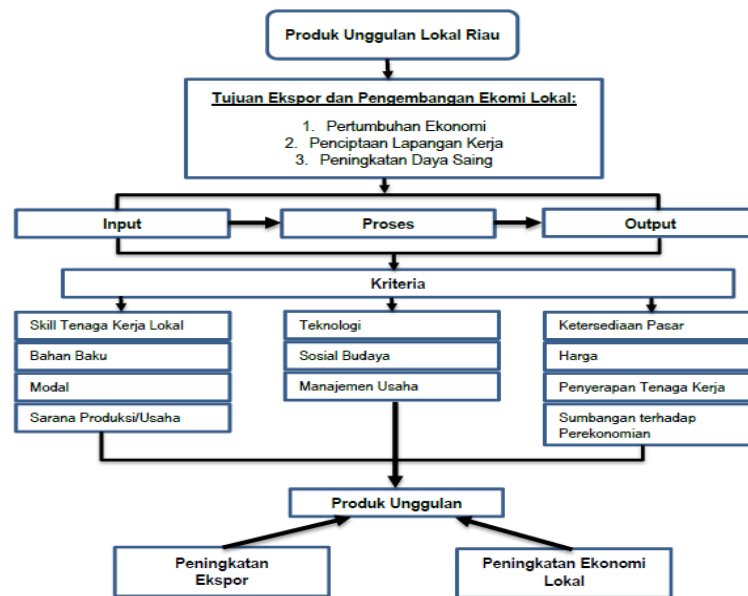 Produk Unggulan Lokal Riau
Tujuan Ekspor dan Pengembangan Ekomi Lokal:
1. Pertumbuhan Ekonomi
2. Penciptaan Lapangan Kerja
3. Peningkatan Daya Saing
Input
Proses
Output
Kriteria
Skill Tenaga Kerja Lokal
Bahan Baku
Modal
Sarana Produksi/Usaha
Teknologi
Sosial Budaya
Manajemen Usaha
Ketersediaan Pasar
Harga
Penyerapan Tenaga Kerja
Sumbangan terhadap
Perekonomian
Produk Unggulan
Peningkatan
Ekspor
Peningkatan Ekonomi
Lokal